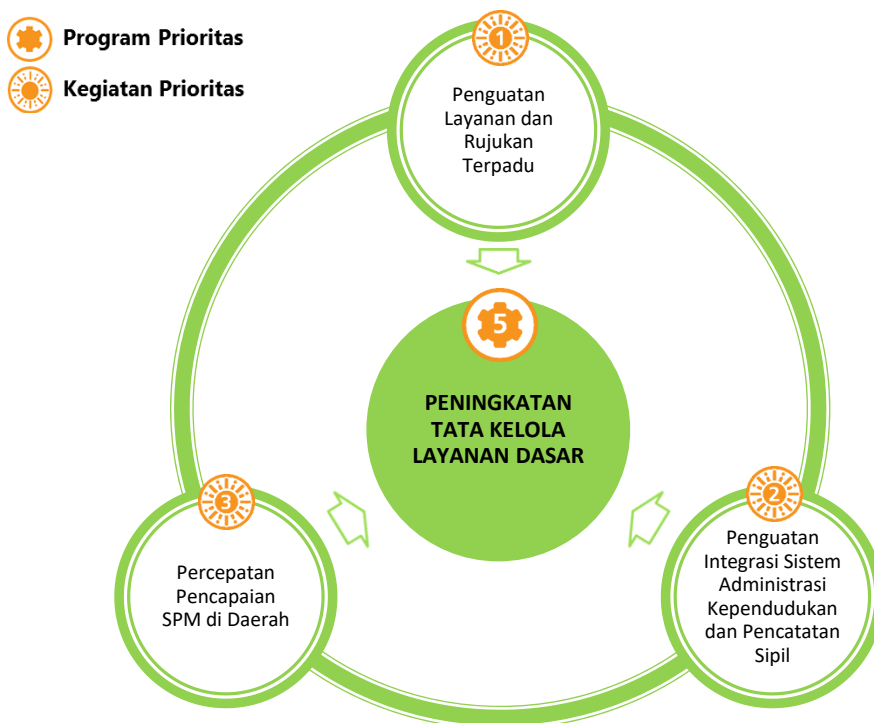 Program Prioritas
Kegiatan Prioritas
1
Penguatan
Layanan dan
Rujukan
Terpadu
5
PENINGKATAN
TATA KELOLA
LAYANAN DASAR
3
Percepatan
Pencapaian
SPM di Daerah
2
Penguatan
Integrasi Sistem
Administrasi
Kependudukan
dan Pencatatan
Sipil